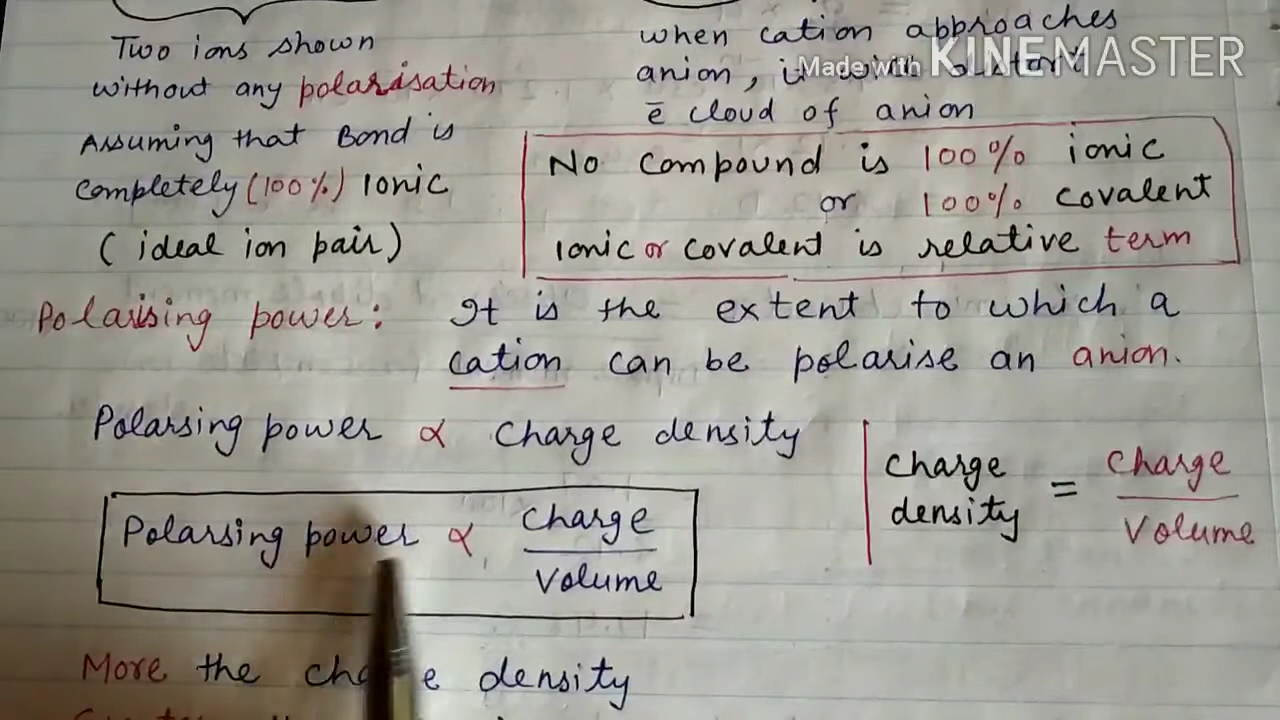 Two ions shown
without any polarisation
Assuming that Bond is
completely (100%) Ionic
( ideal ion pair )
when cation approaches
anion, it
ē cloud of anion
Made with KINEMASTER
No compound is 100% ionic
or 100% covalent
Ionic or covalent is relative term
Polarising power: It is the extent to which a
cation can be polarise an anion.
Polarsing power ∝ charge density
charge
density = charge
volume
Polarsing power ∝ charge
volume
More the density